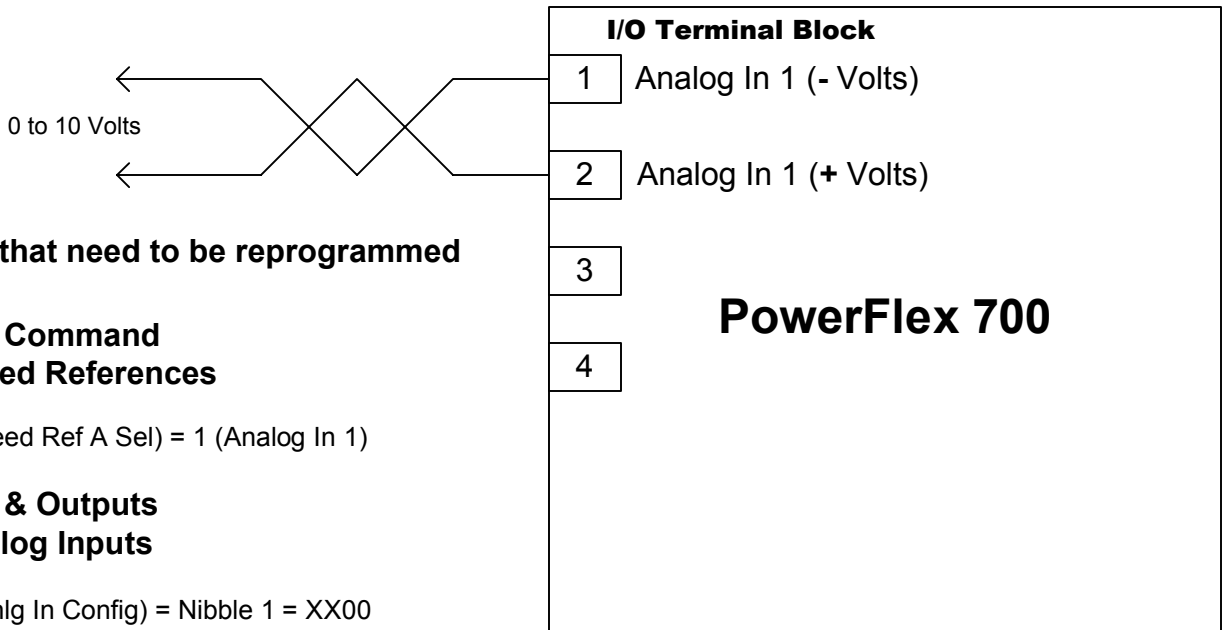 I/O Terminal Block
1 Analog In 1 (- Volts)
0 to 10 Volts
2 Analog In 1 (+ Volts)
that need to be reprogrammed
3
PowerFlex 700
Command
4
ed References
eed Ref A Sel) = 1 (Analog In 1)
& Outputs
log Inputs
nlg In Config) = Nibble 1 = XX00